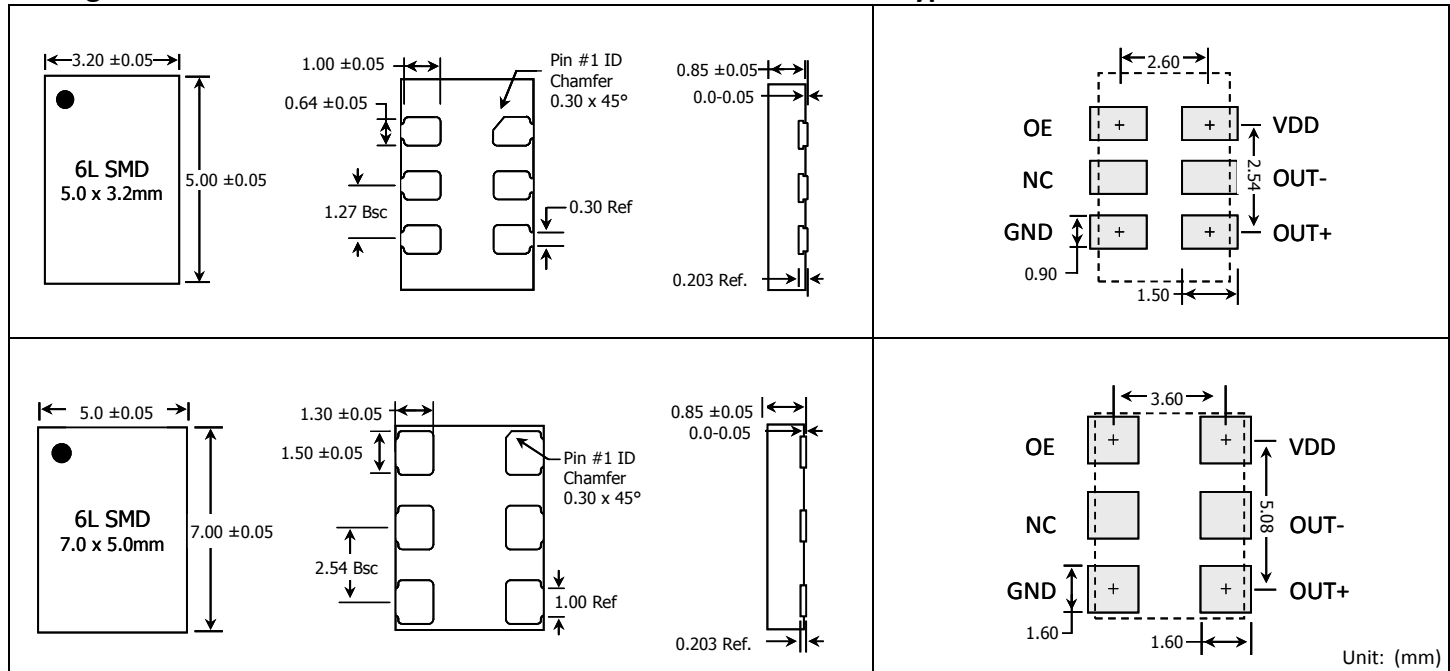 3.20 ±0.05
6L SMD
5.0 x 3.2mm
5.00 ±0.05
1.00 ±0.05
0.64 ±0.05
1.27 Bsc
Pin #1 ID
Chamfer
0.30 x 45°
0.30 Ref
0.85 ±0.05
0.0-0.05
0.203 Ref.
2.60
OE
VDD
NC
OUT-
2.54
GND
OUT+
0.90
1.50
5.0 ±0.05
6L SMD
7.0 x 5.0mm
7.00 ±0.05
1.30 ±0.05
1.50 ±0.05
2.54 Bsc
Pin #1 ID
Chamfer
0.30 x 45°
1.00 Ref
0.85 ±0.05
0.0-0.05
0.203 Ref.
3.60
OE
VDD
NC
OUT-
5.08
GND
OUT+
1.60
1.60
Unit: (mm)